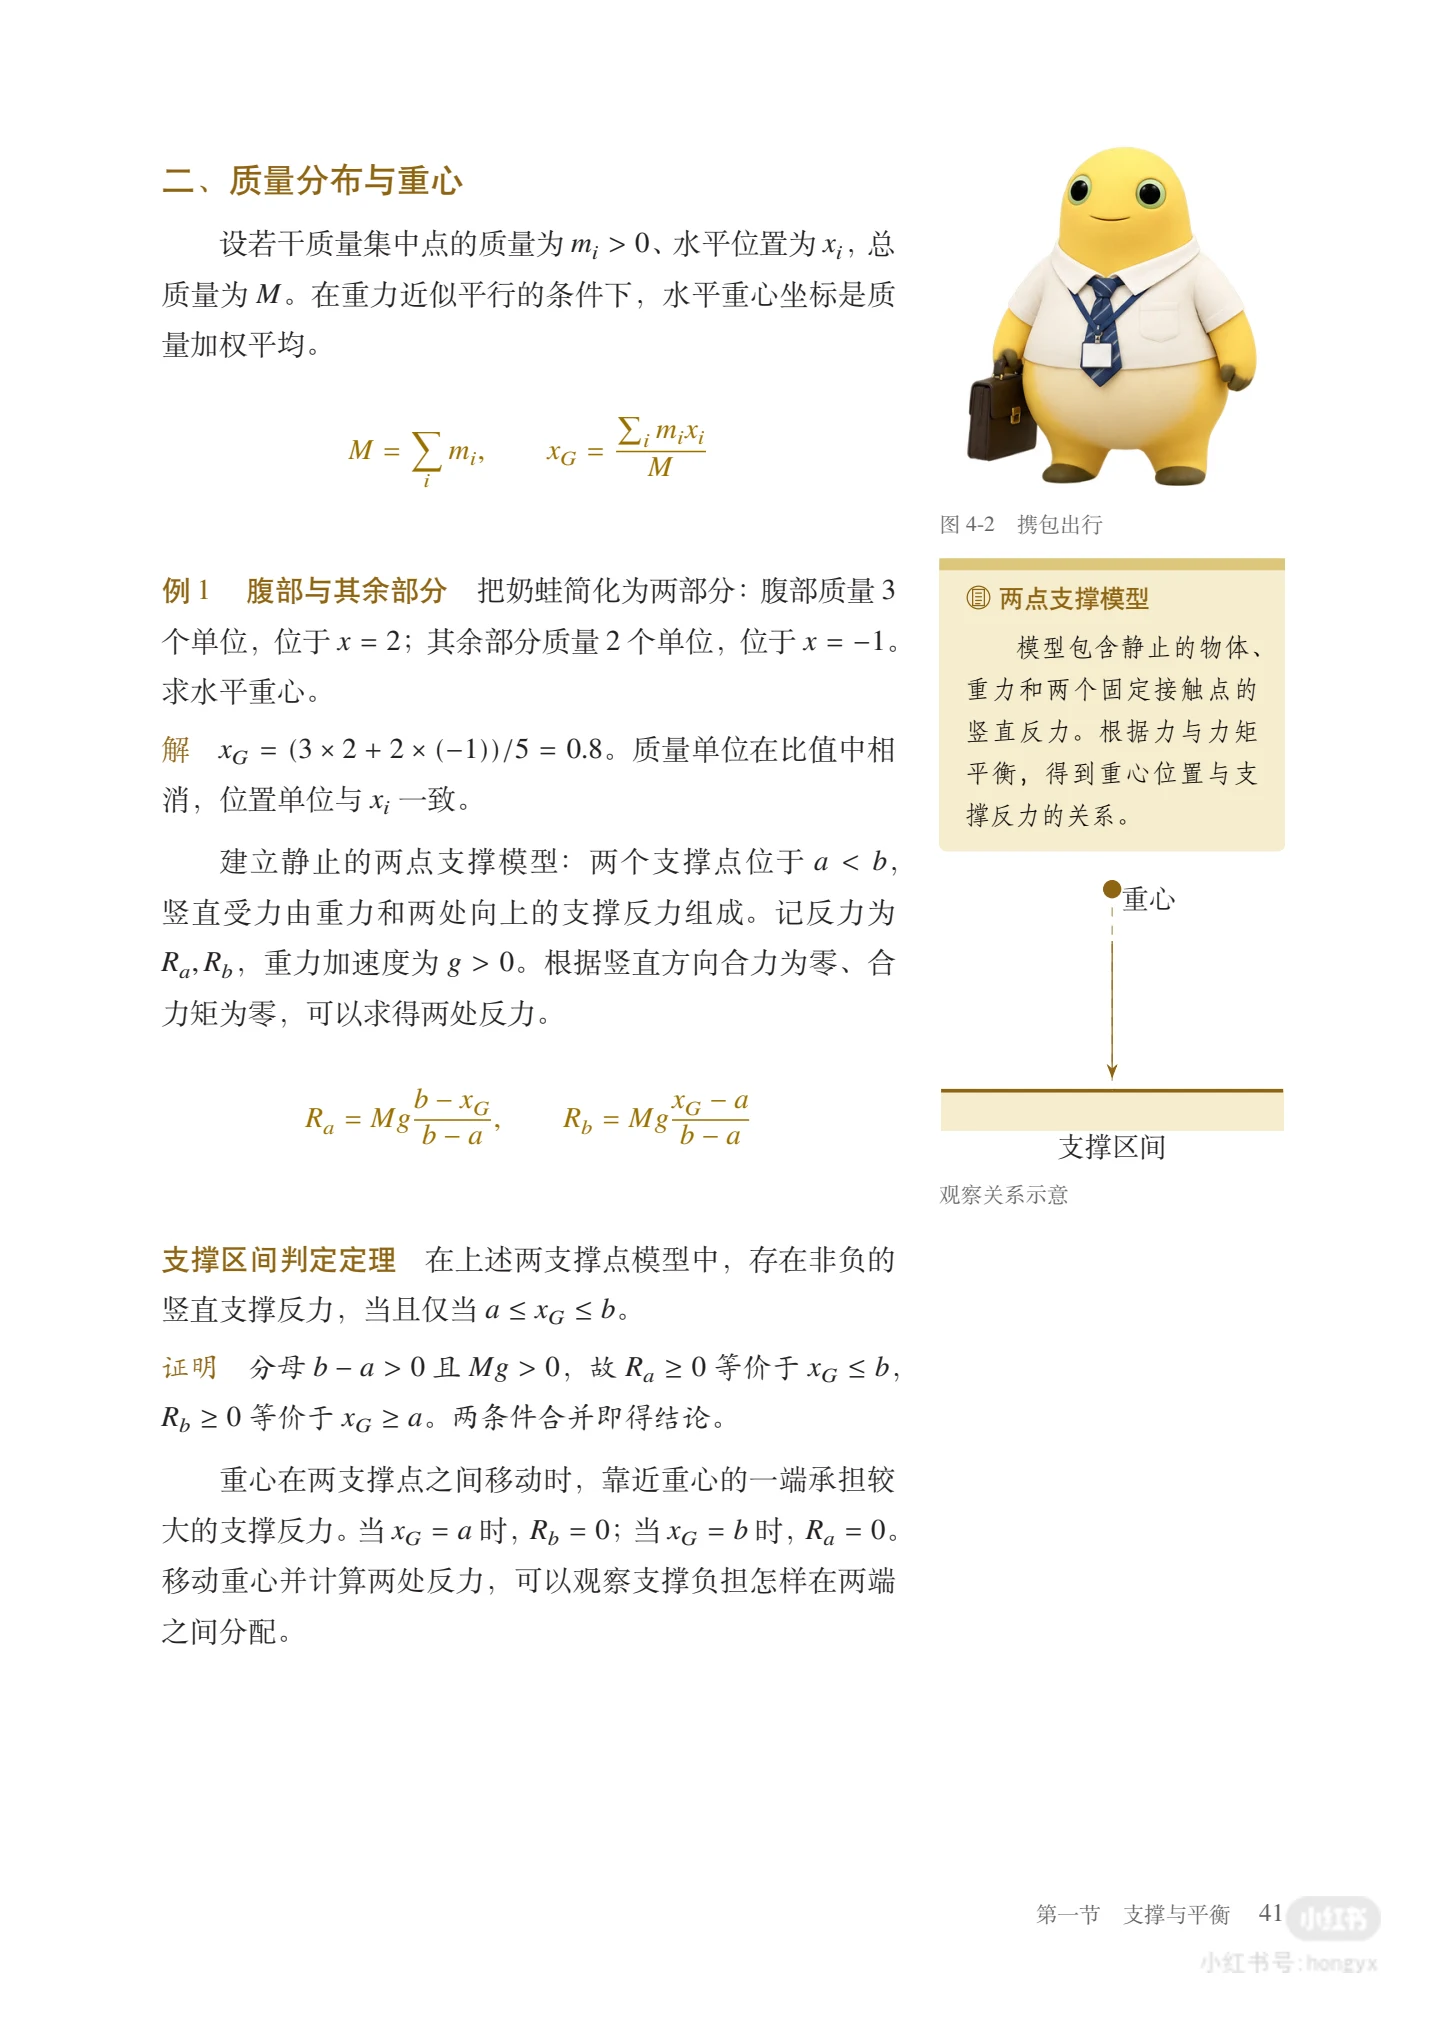 二、质量分布与重心
设若干质量集中点的质量为 mᵢ > 0、水平位置为 xᵢ，总
质量为 M。在重力近似平行的条件下，水平重心坐标是质
量加权平均。
M = ∑ᵢ mᵢ, x_G = ∑ᵢ mᵢxᵢ / M
例 1 腹部与其余部分 把奶蛙简化为两部分：腹部质量 3
个单位，位于 x = 2；其余部分质量 2 个单位，位于 x = −1。
求水平重心。
解 x_G = (3 × 2 + 2 × (−1))/5 = 0.8。质量单位在比值中相
消，位置单位与 xᵢ 一致。
建立静止的两点支撑模型：两个支撑点位于 a < b,
竖直受力由重力和两处向上的支撑反力组成。记反力为
R_a, R_b，重力加速度为 g > 0。根据竖直方向合力为零、合
力矩为零，可以求得两处反力。
R_a = Mg (b − x_G)/(b − a), R_b = Mg (x_G − a)/(b − a)
支撑区间判定定理 在上述两支撑点模型中，存在非负的
竖直支撑反力，当且仅当 a ≤ x_G ≤ b。
证明 分母 b − a > 0 且 Mg > 0，故 R_a ≥ 0 等价于 x_G ≤ b,
R_b ≥ 0 等价于 x_G ≥ a。两条件合并即得结论。
重心在两支撑点之间移动时，靠近重心的一端承担较
大的支撑反力。当 x_G = a 时，R_b = 0；当 x_G = b 时，R_a = 0。
移动重心并计算两处反力，可以观察支撑负担怎样在两端
之间分配。
图 4-2 携包出行
两点支撑模型
模型包含静止的物体、
重力和两个固定接触点的
竖直反力。根据力与力矩
平衡，得到重心位置与支
撑反力的关系。
重心
支撑区间
观察关系示意
第一节 支撑与平衡 41
小红书
小红书号:hongyx